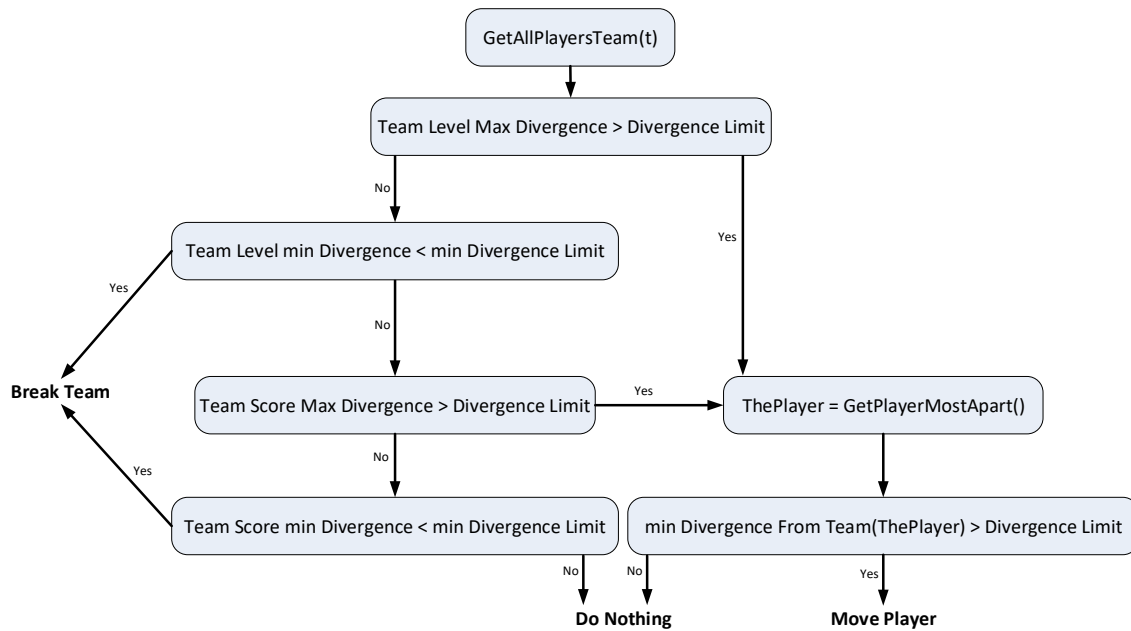 GetAllPlayersTeam(t)
Team Level Max Divergence > Divergence Limit
No
Yes
Team Level min Divergence < min Divergence Limit
Yes
No
Break Team
Team Score Max Divergence > Divergence Limit
Yes
ThePlayer = GetPlayerMostApart()
No
Yes
Team Score min Divergence < min Divergence Limit
min Divergence From Team(ThePlayer) > Divergence Limit
No
No
Yes
Do Nothing
Move Player